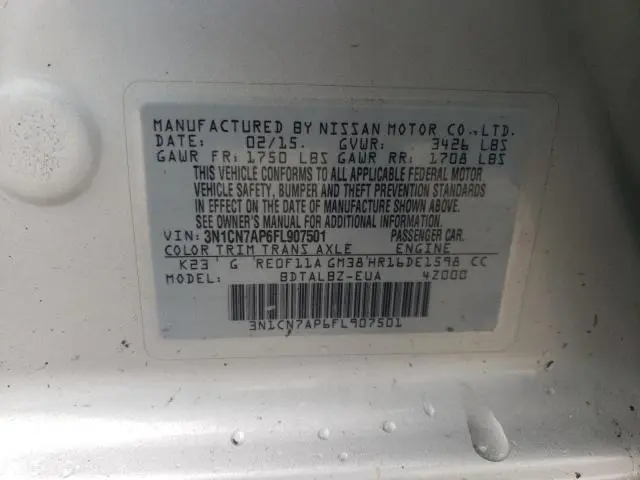 MANUFACTURED BY NISSAN MOTOR CO., LTD.
DATE: 02/15. GVWR: 3426 LBS
GAWR FR: 1750 LBS GAWR RR: 1708 LBS
THIS VEHICLE CONFORMS TO ALL APPLICABLE FEDERAL MOTOR
VEHICLE SAFETY, BUMPER AND THEFT PREVENTION STANDARDS
IN EFFECT ON THE DATE OF MANUFACTURE SHOWN ABOVE.
SEE OWNER'S MANUAL FOR ADDITIONAL INFORMATION.
VIN: 3N1CN7AP6FL907501 PASSENGER CAR.
COLOR TRIM TRANS AXLE ENGINE
K23 G RE0F11A GM38 HR16DE1598 CC
MODEL: BDTALBZ-EUA 42000
3N1CN7AP6FL907501